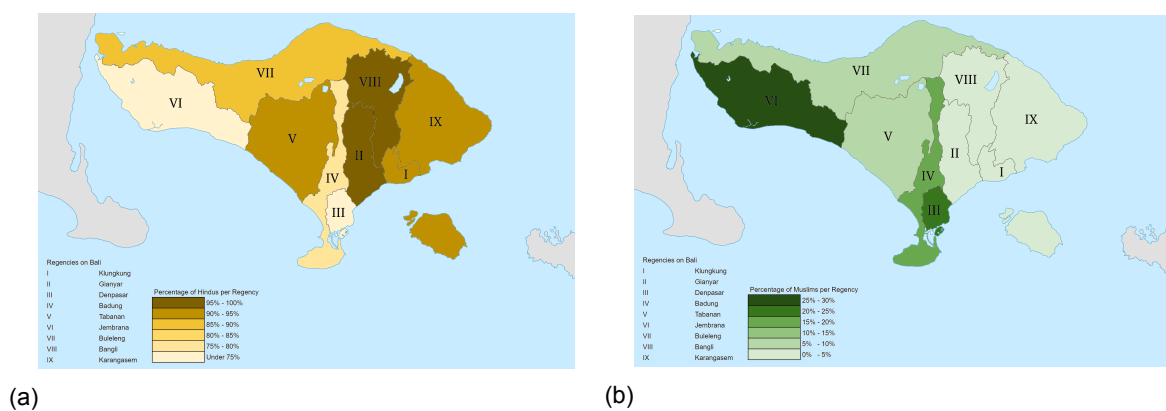 VII
VI
VIII
V
IX
II
IV
I
III
Regencies on Bali
I Klungkung
II Gianyar
III Denpasar
IV Badung
V Tabanan
VI Jembrana
VII Buleleng
VIII Bangli
IX Karangasem
Percentage of Hindus per Regency
95% - 100%
90% - 95%
85% - 90%
80% - 85%
75% - 80%
Under 75%
(a)
VII
VIII
VI
IX
V
II
I
IV
III
Regencies on Bali
I Klungkung
II Gianyar
III Denpasar
IV Badung
V Tabanan
VI Jembrana
VII Buleleng
VIII Bangli
IX Karangasem
Percentage of Muslims per Regency
25% - 30%
20% - 25%
15% - 20%
10% - 15%
5% - 10%
0% - 5%
(b)